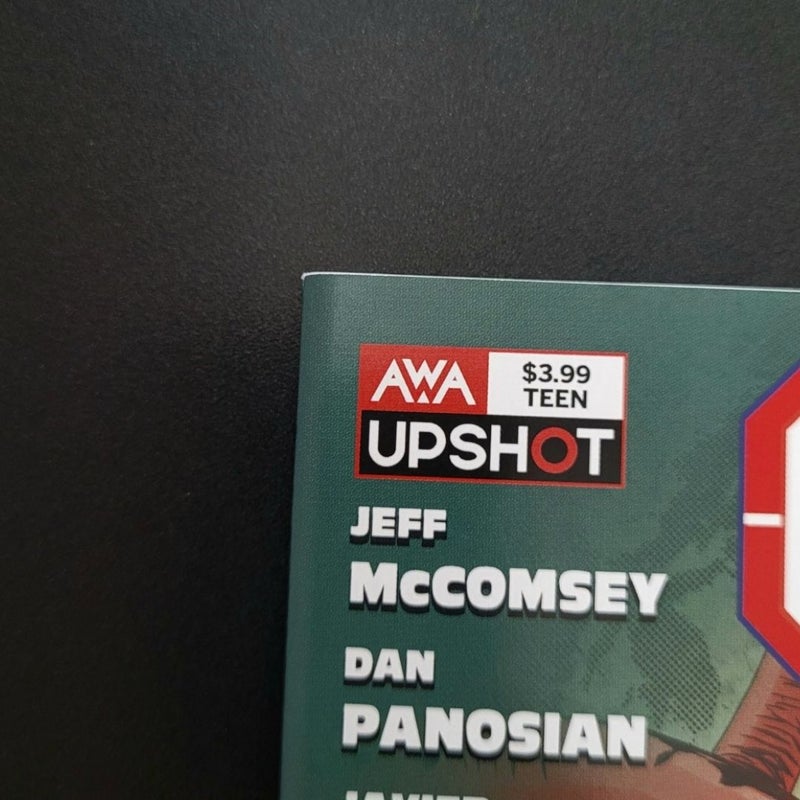 AWA
$3.99
TEEN
UPSHOT
JEFF
McCOMSEY
DAN
PANOSIAN